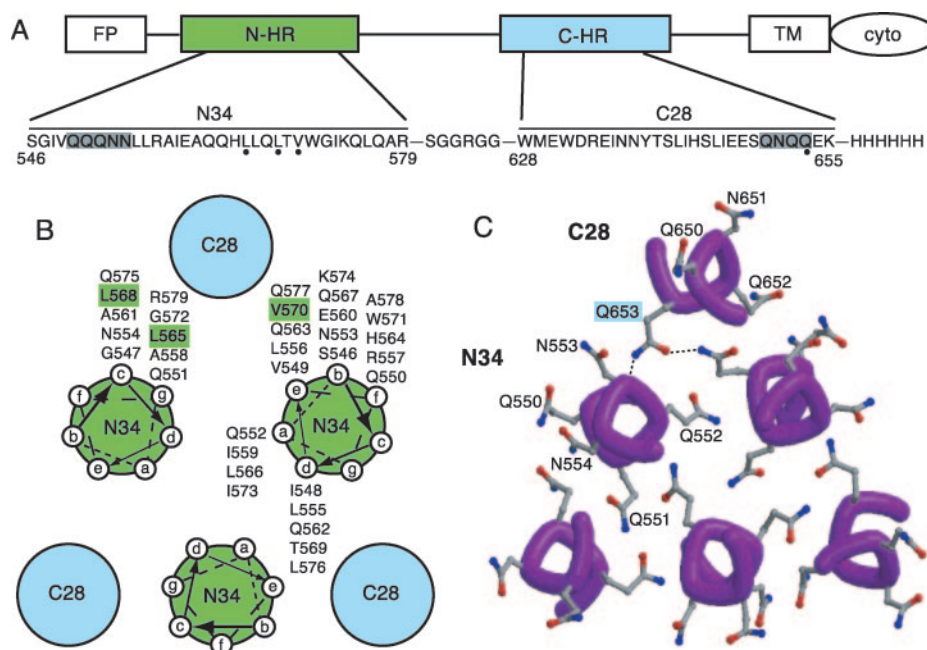 A
FP N-HR C-HR TM cyto
N34 C28
SGIVQQQNNLLRAIEAQQHLLQLTVWGIKQLQAR—SGGRGG—WMEWDREINNYTSLIHSLIEESQNQQEK—HHHHHH
546 579 628 655
B
C28
Q575
L568
A561
N554
G547
R579
G572
L565
A558
Q551
Q577
V570
Q563
L556
V549
K574
Q567
E560
N553
S546
A578
W571
H564
R557
Q550
c
f g
N34
b d
e a
b
e f
N34
a c
d g
Q552
I559
L566
I573
I548
L555
Q562
T569
L576
C28
d a
g N34 e
c b
f
C28
C
C28
N651
Q650
Q652
Q653
N34
N553
Q550
Q552
N554
Q551